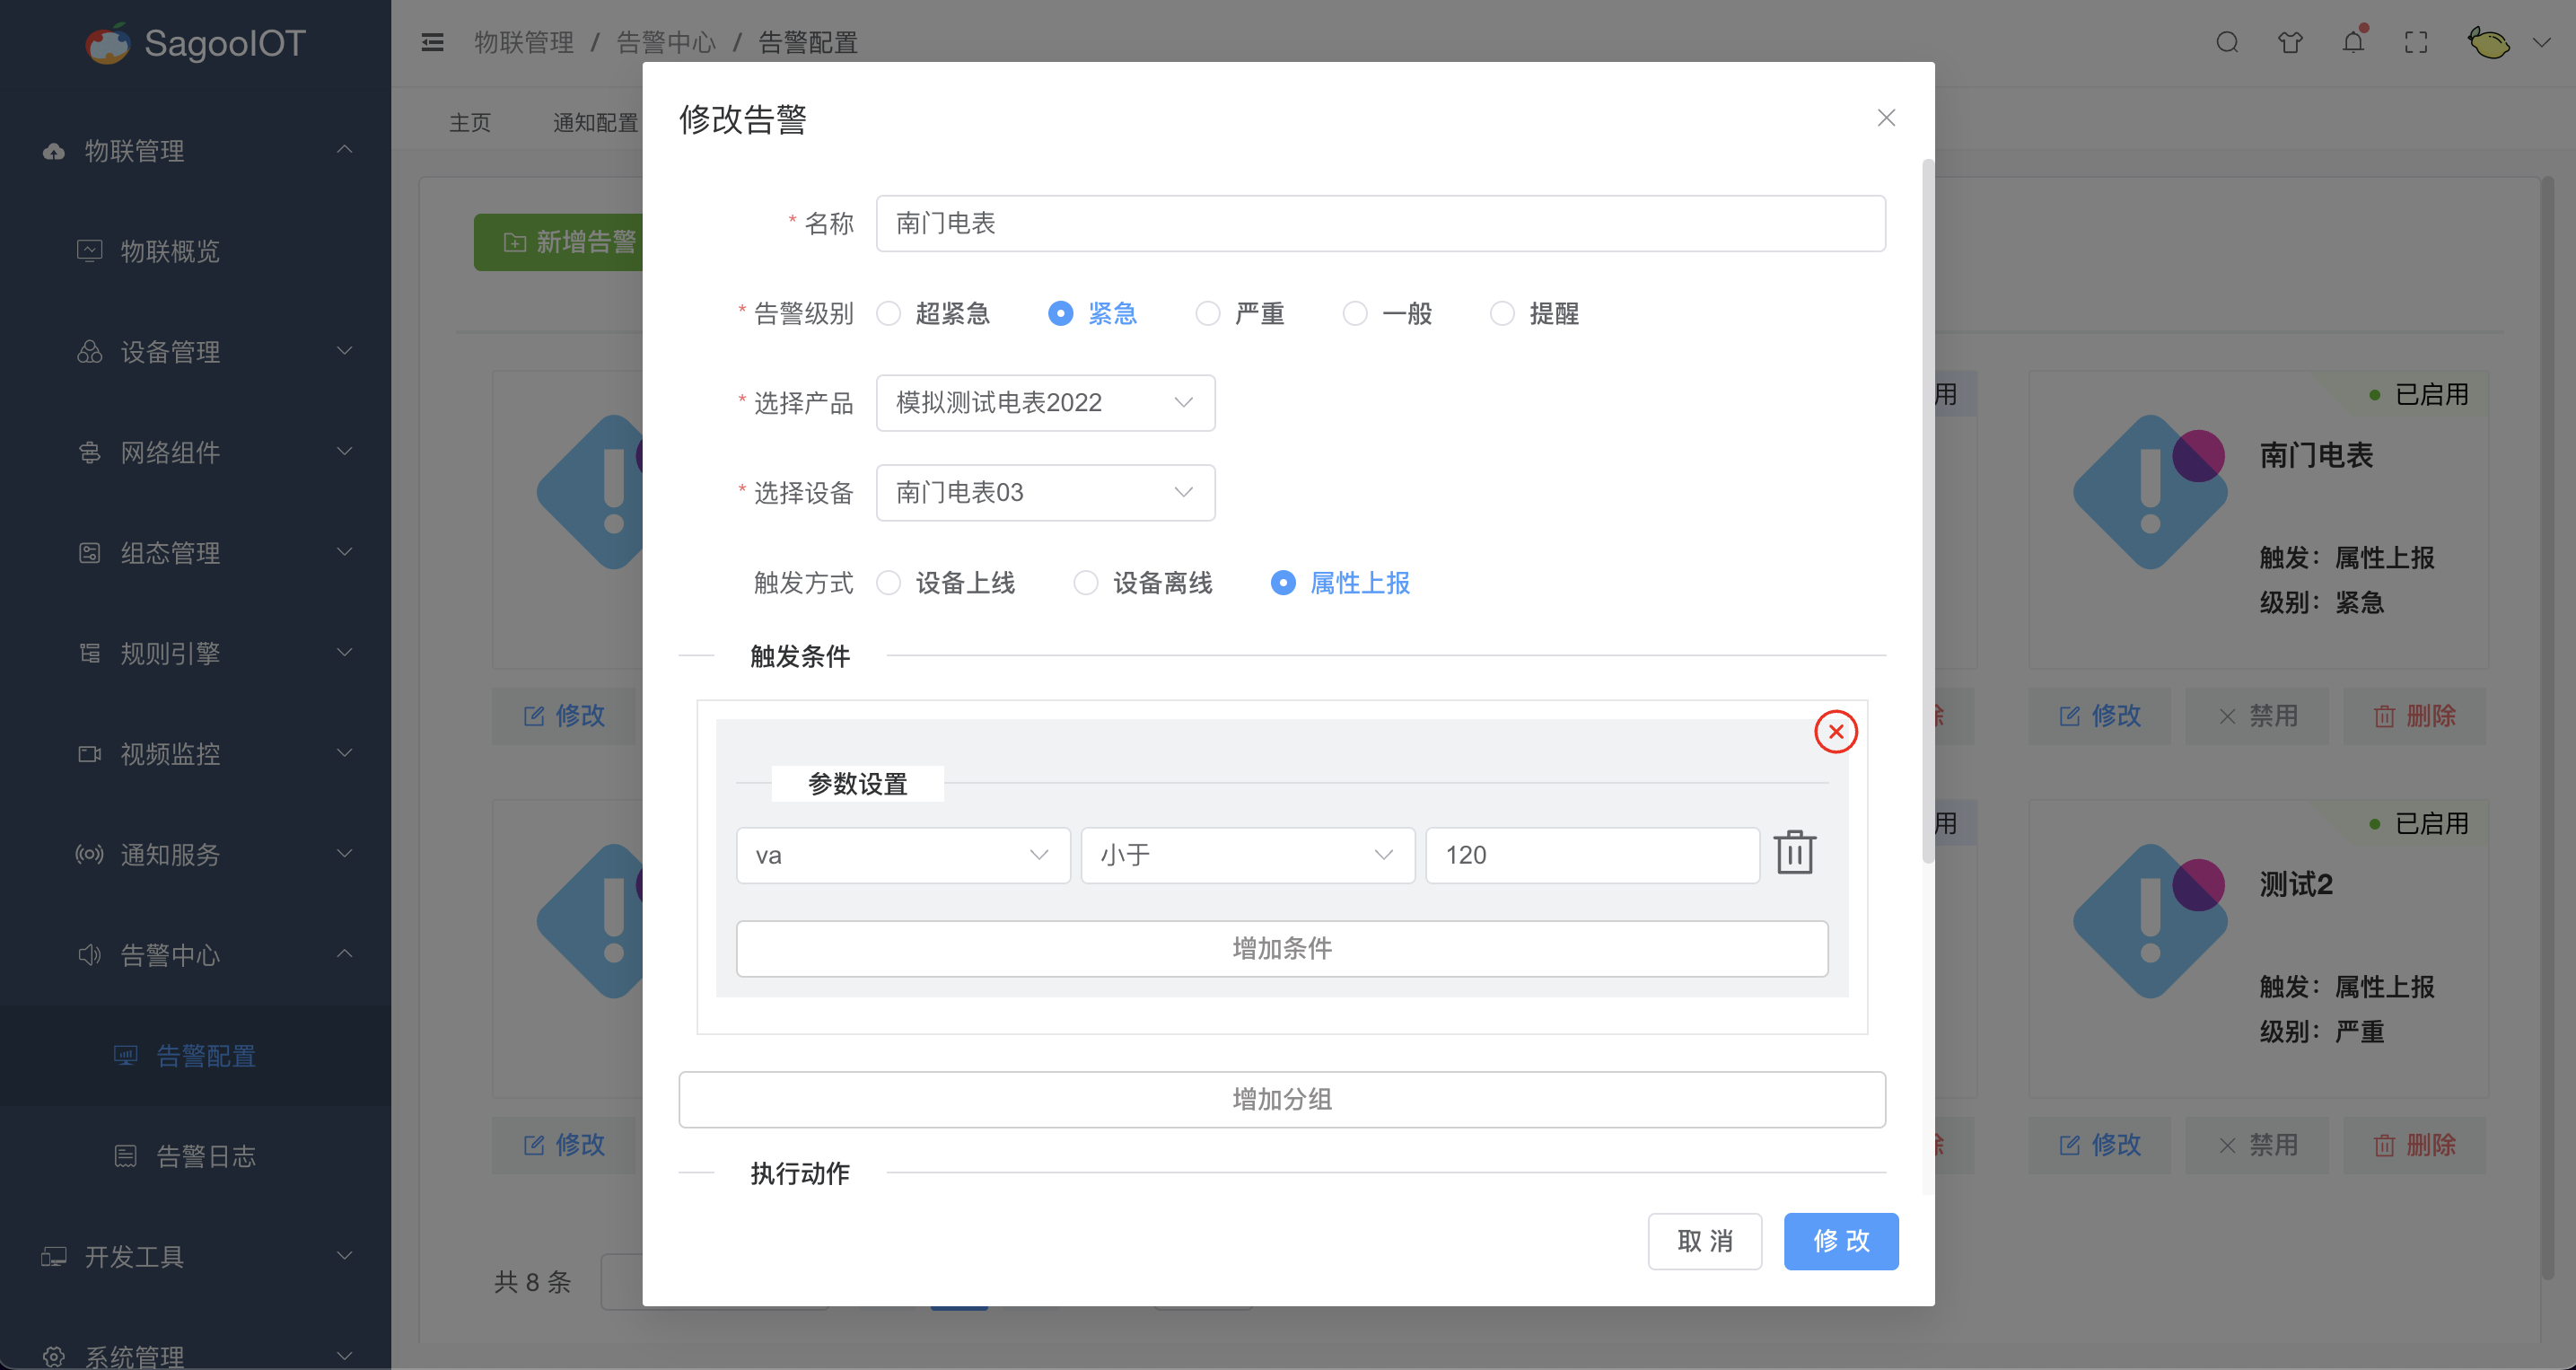 SagooIOT
物联管理 / 告警中心 / 告警配置
主页 通知配置
物联管理
物联概览
设备管理
网络组件
组态管理
规则引擎
视频监控
通知服务
告警中心
告警配置
告警日志
开发工具
系统管理
新增告警
修改
修改
共 8 条
修改告警
* 名称 南门电表
* 告警级别 超紧急 紧急 严重 一般 提醒
* 选择产品 模拟测试电表2022
* 选择设备 南门电表03
触发方式 设备上线 设备离线 属性上报
触发条件
参数设置
va 小于 120
增加条件
增加分组
执行动作
取 消 修 改
用
已启用
南门电表
触发：属性上报
级别：紧急
修改 禁用 删除
用
已启用
测试2
触发：属性上报
级别：严重
修改 禁用 删除